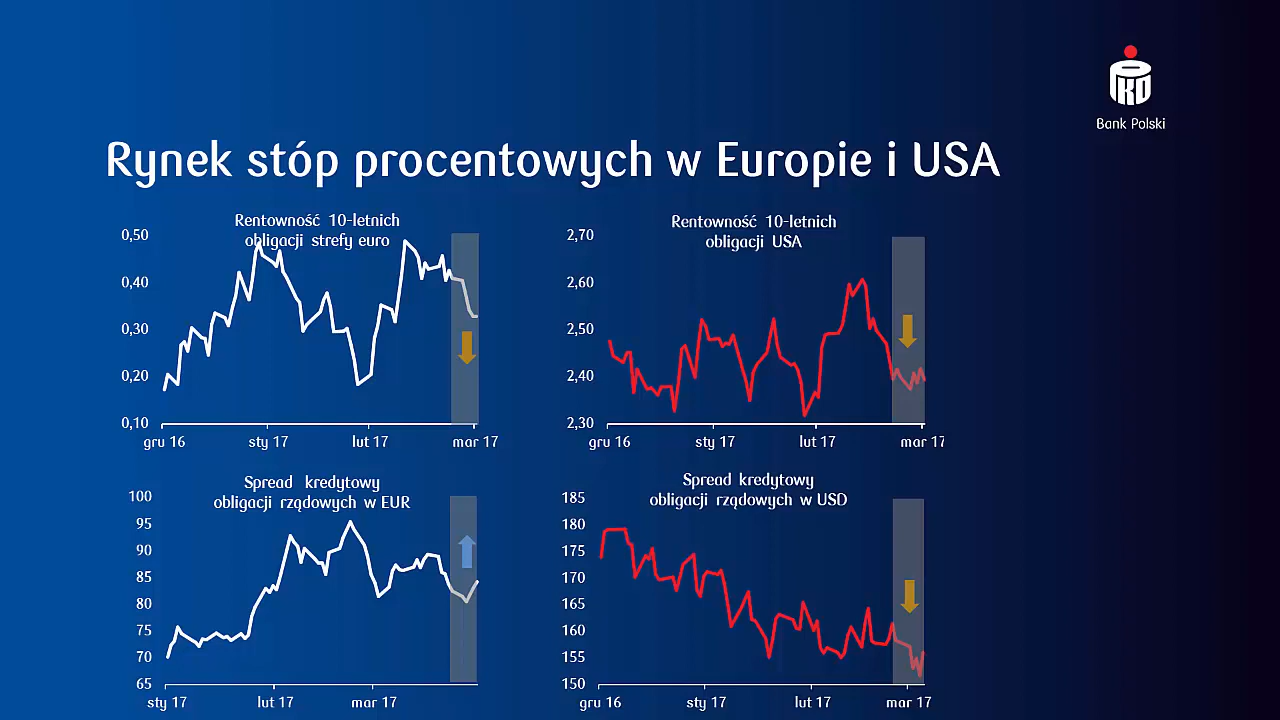 PKO
Bank Polski
Rynek stóp procentowych w Europie i USA
Rentowność 10-letnich
obligacji strefy euro
0,50
0,40
0,30
0,20
0,10
gru 16 sty 17 lut 17 mar 17
Rentowność 10-letnich
obligacji USA
2,70
2,60
2,50
2,40
2,30
gru 16 sty 17 lut 17 mar 17
Spread kredytowy
obligacji rządowych w EUR
100
95
90
85
80
75
70
65
sty 17 lut 17 mar 17
Spread kredytowy
obligacji rządowych w USD
185
180
175
170
165
160
155
150
gru 16 sty 17 lut 17 mar 17